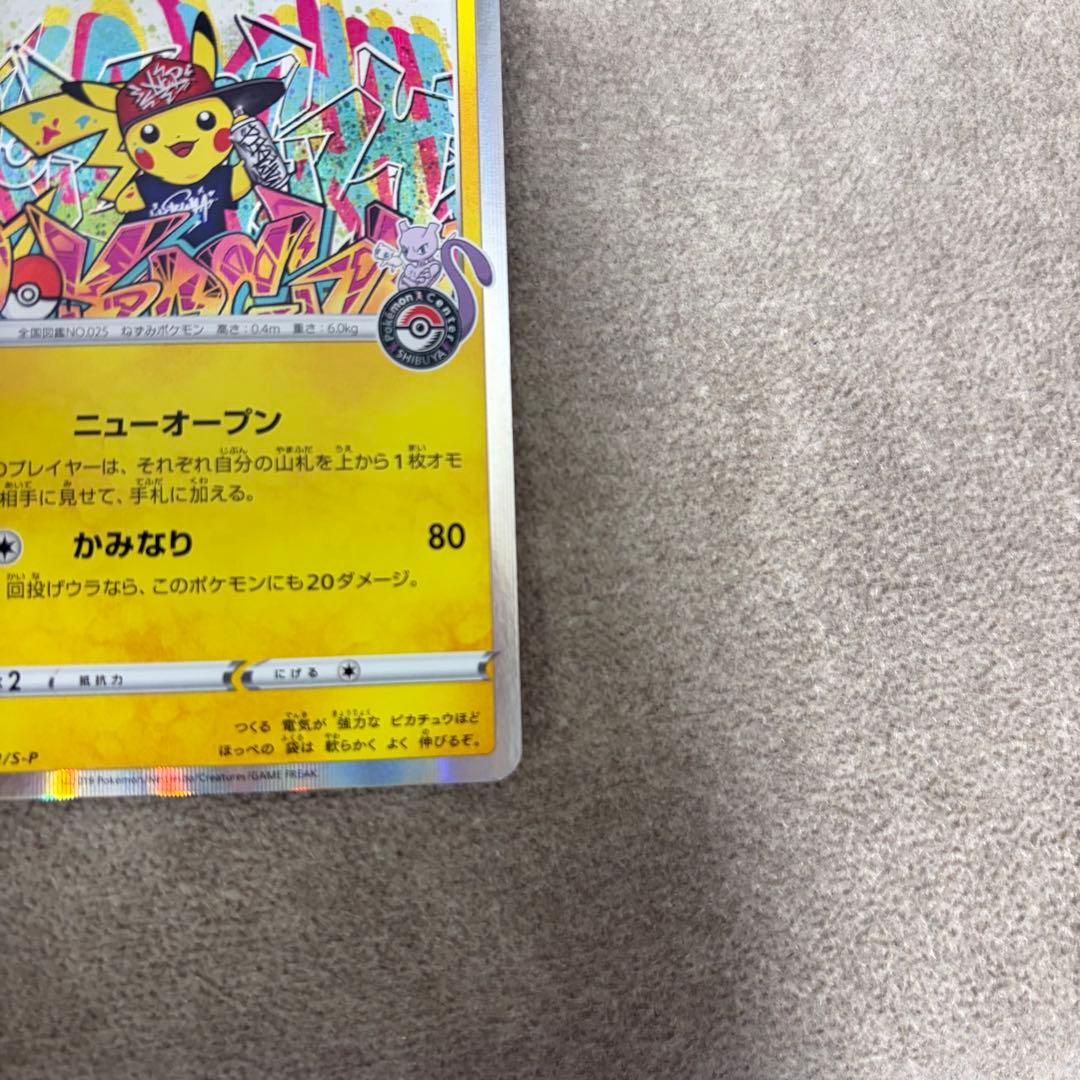 Pokémon Center
SHIBUYA
全国図鑑NO.025 ねずみポケモン 高さ:0.4m 重さ:6.0kg
ニューオープン
プレイヤーは、それぞれ自分の山札を上から1枚オモ
相手に見せて、手札に加える。
かみなり 80
回投げウラなら、このポケモンにも20ダメージ。
×2 抵抗力 にげる
つくる 電気が 強力な ピカチュウほど
ほっぺの 袋は 軟らかく よく 伸びるぞ。
/S-P
Pokémon/Nintendo/Creatures/GAME FREAK